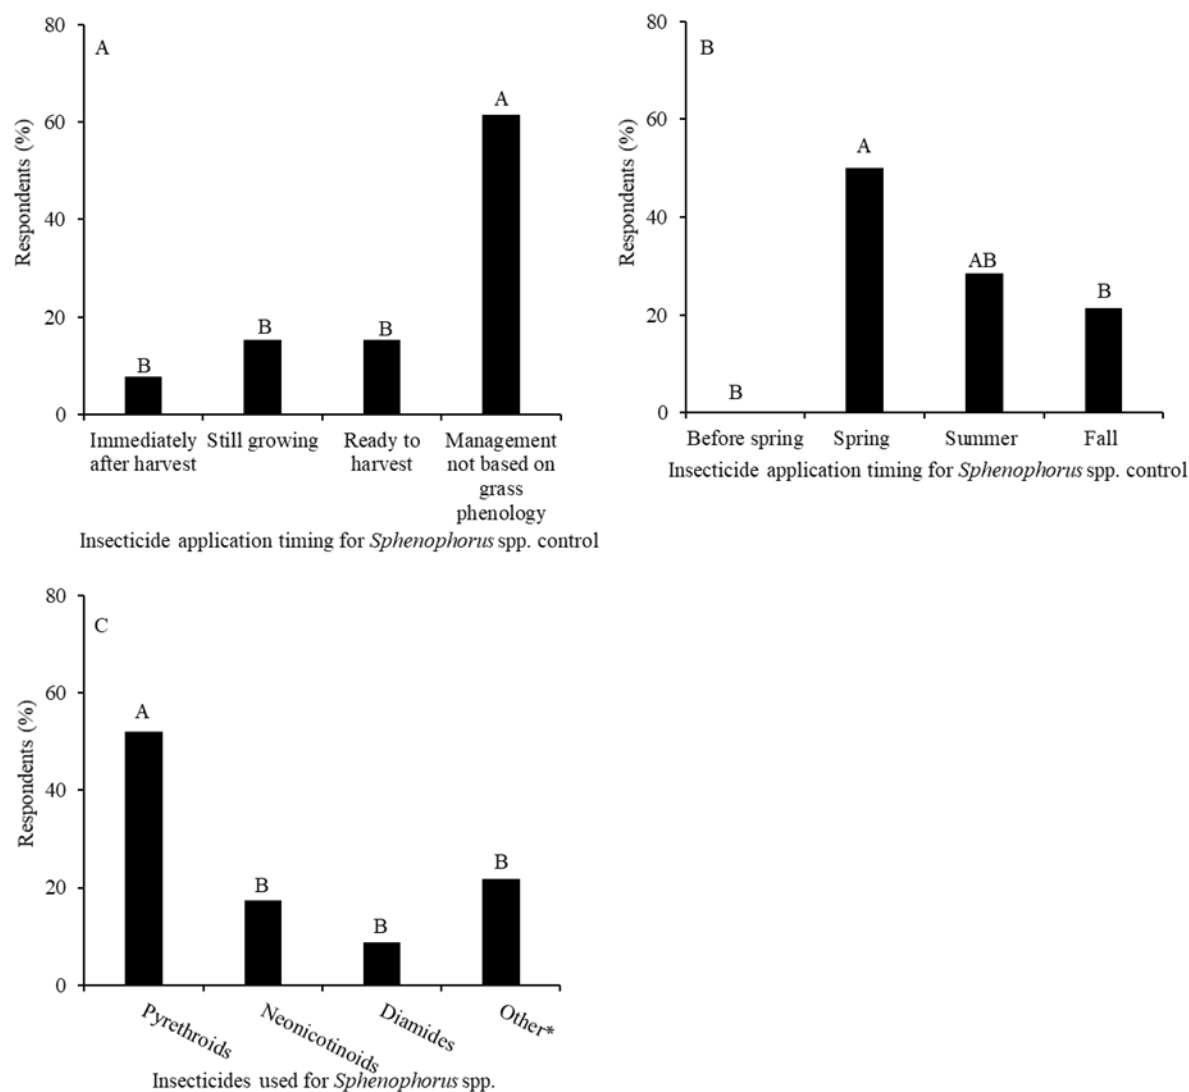 80
60
40
20
0
Respondents (%)
A
B
B
B
A
Immediately after harvest
Still growing
Ready to harvest
Management not based on grass phenology
Insecticide application timing for Sphenophorus spp. control
80
60
40
20
0
Respondents (%)
B
B
A
AB
B
Before spring
Spring
Summer
Fall
Insecticide application timing for Sphenophorus spp. control
80
60
40
20
0
Respondents (%)
C
A
B
B
B
Pyrethroids
Neonicotinoids
Diamides
Other*
Insecticides used for Sphenophorus spp.